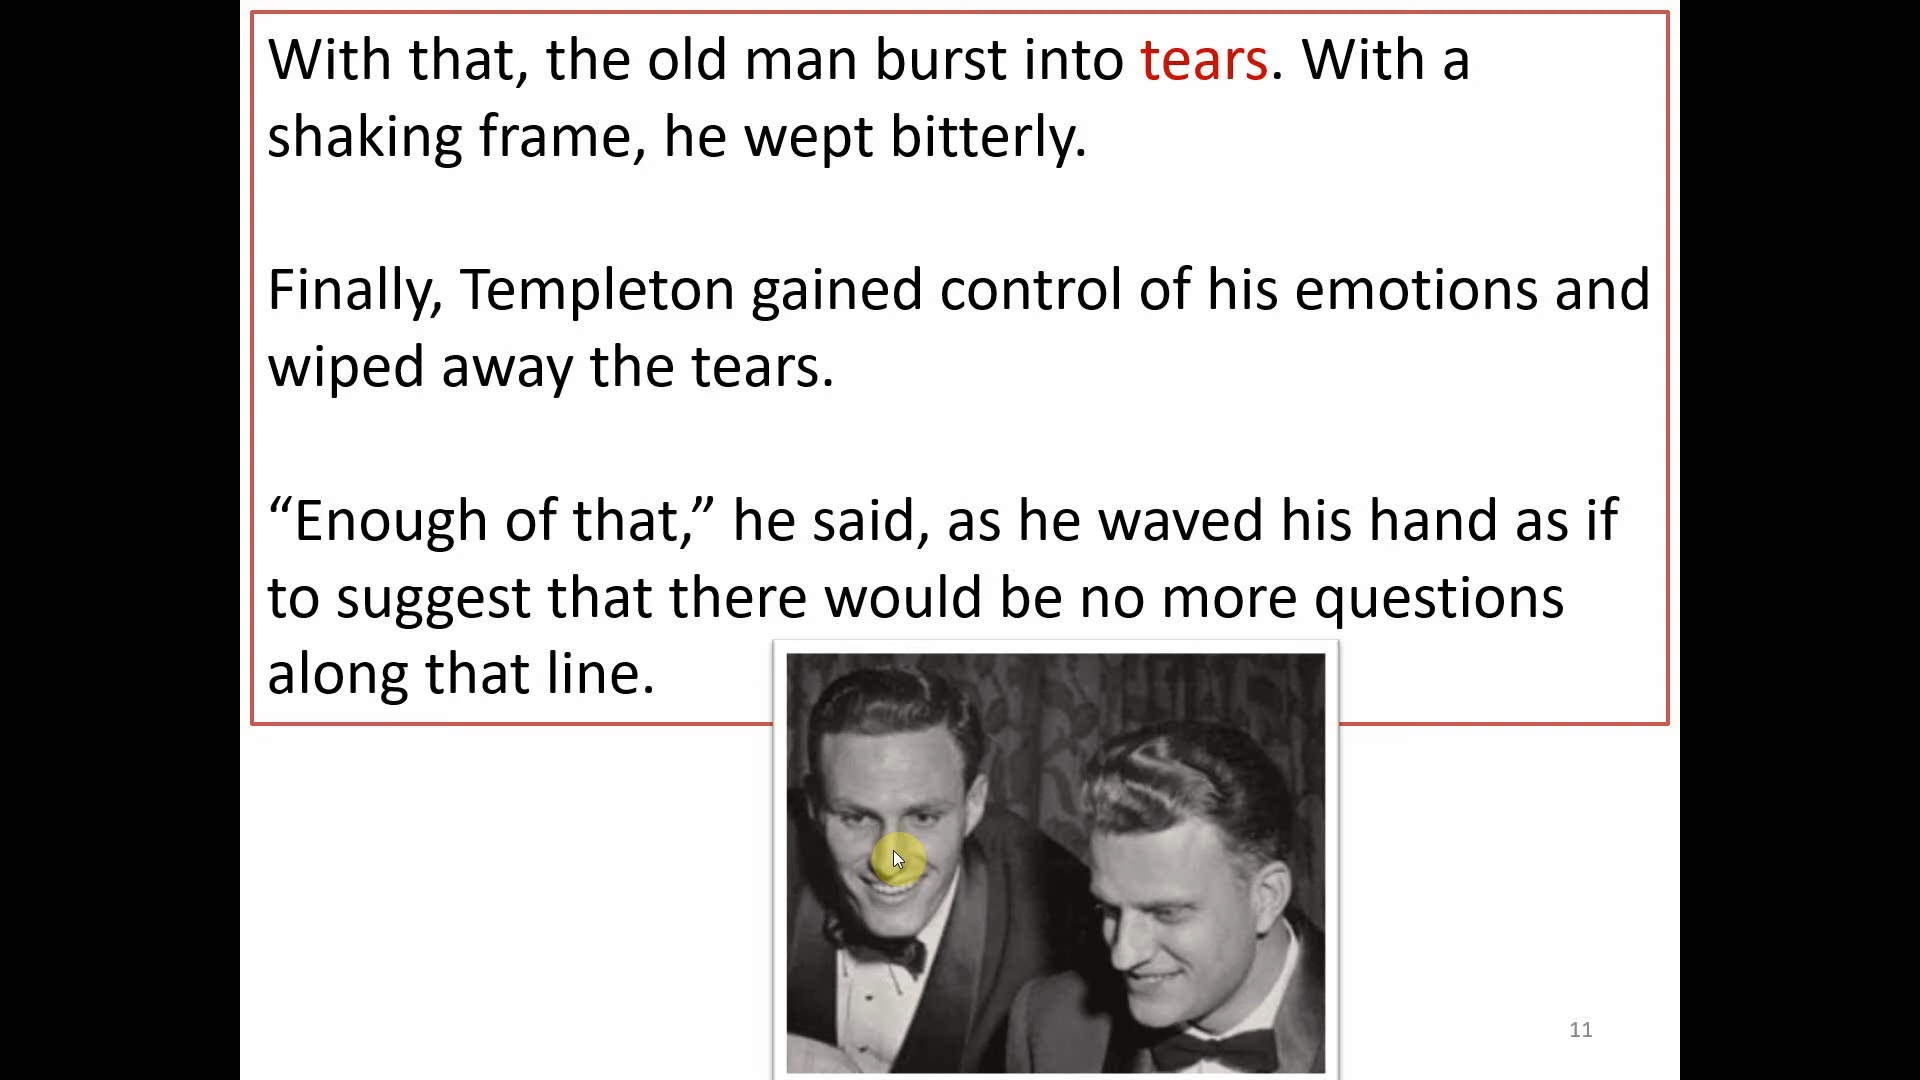 With that, the old man burst into tears. With a
shaking frame, he wept bitterly.
Finally, Templeton gained control of his emotions and
wiped away the tears.
“Enough of that,” he said, as he waved his hand as if
to suggest that there would be no more questions
along that line.
11